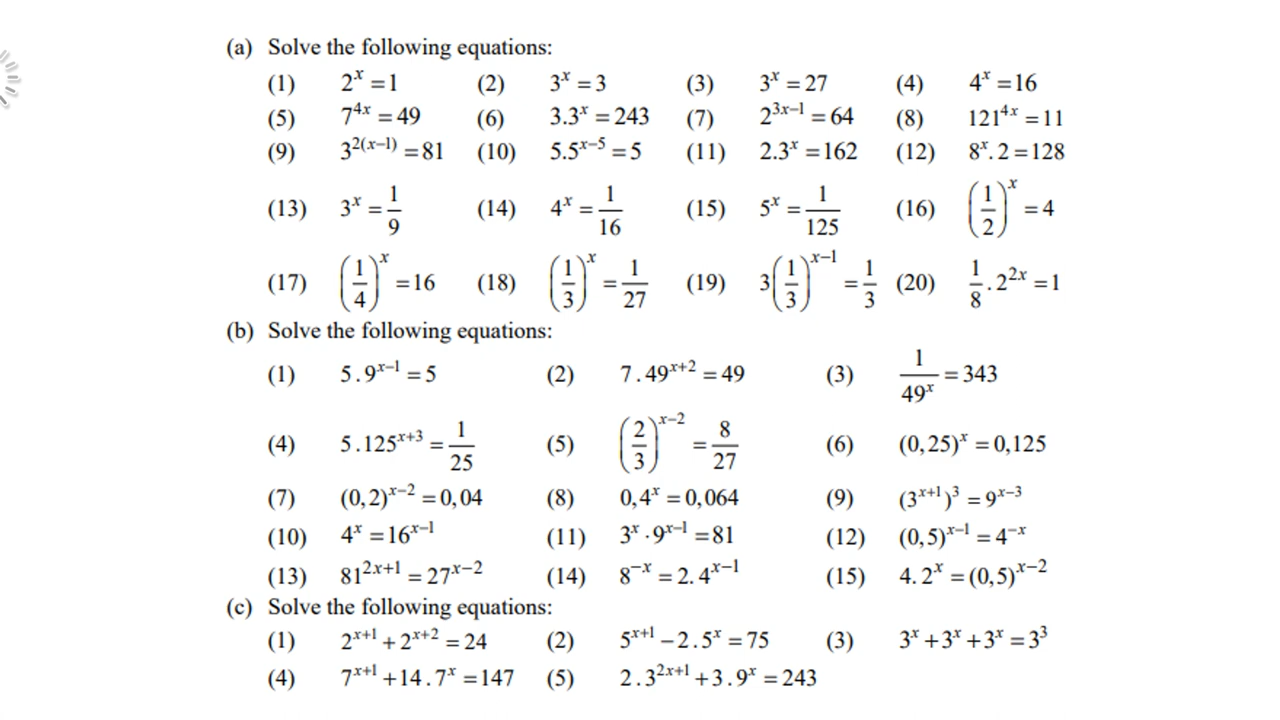 (a) Solve the following equations:
(1) 2^x = 1 (2) 3^x = 3 (3) 3^x = 27 (4) 4^x = 16
(5) 7^{4x} = 49 (6) 3.3^x = 243 (7) 2^{3x–1} = 64 (8) 121^{4x} = 11
(9) 3^{2(x–1)} = 81 (10) 5.5^{x–5} = 5 (11) 2.3^x = 162 (12) 8^x. 2 = 128
(13) 3^x = 1/9 (14) 4^x = 1/16 (15) 5^x = 1/125 (16) (1/2)^x = 4
(17) (1/4)^x = 16 (18) (1/3)^x = 1/27 (19) 3(1/3)^{x–1} = 1/3 (20) 1/8 . 2^{2x} = 1
(b) Solve the following equations:
(1) 5.9^{x–1} = 5 (2) 7.49^{x+2} = 49 (3) 1/49^x = 343
(4) 5.125^{x+3} = 1/25 (5) (2/3)^{x–2} = 8/27 (6) (0,25)^x = 0,125
(7) (0,2)^{x–2} = 0,04 (8) 0,4^x = 0,064 (9) (3^{x+1})^3 = 9^{x–3}
(10) 4^x = 16^{x–1} (11) 3^x · 9^{x–1} = 81 (12) (0,5)^{x–1} = 4^{–x}
(13) 81^{2x+1} = 27^{x–2} (14) 8^{–x} = 2. 4^{x–1} (15) 4. 2^x = (0,5)^{x–2}
(c) Solve the following equations:
(1) 2^{x+1} + 2^{x+2} = 24 (2) 5^{x+1} – 2.5^x = 75 (3) 3^x + 3^x + 3^x = 3^3
(4) 7^{x+1} + 14.7^x = 147 (5) 2.3^{2x+1} + 3.9^x = 243